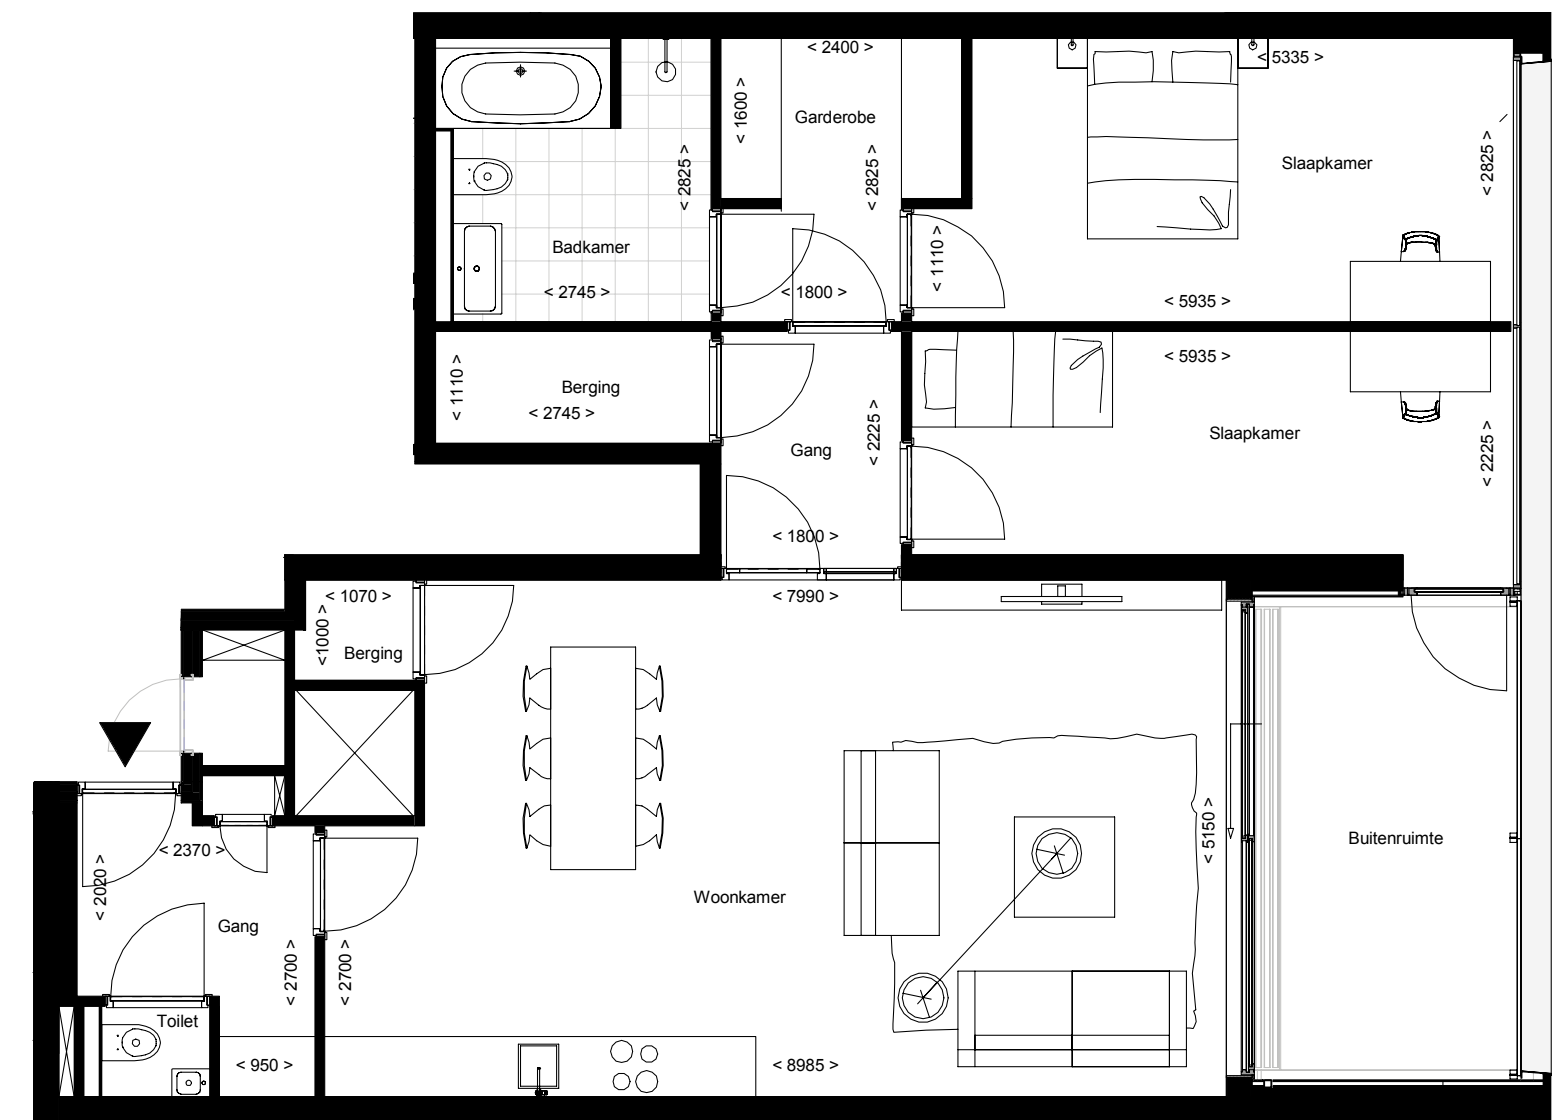 < 2400 >
< 5335 >
< 1600 >
Garderobe
< 2825 >
< 2825 >
< 2825 >
Slaapkamer
Badkamer
< 1110 >
< 2745 >
< 1800 >
< 5935 >
< 5935 >
< 1110 >
Berging
< 2745 >
< 2225 >
Gang
Slaapkamer
< 2225 >
< 1800 >
< 1070 >
< 7990 >
<1000 >
Berging
< 5150 >
Buitenruimte
< 2370 >
< 2020 >
Woonkamer
Gang
< 2700 >
< 2700 >
Toilet
< 950 >
< 8985 >